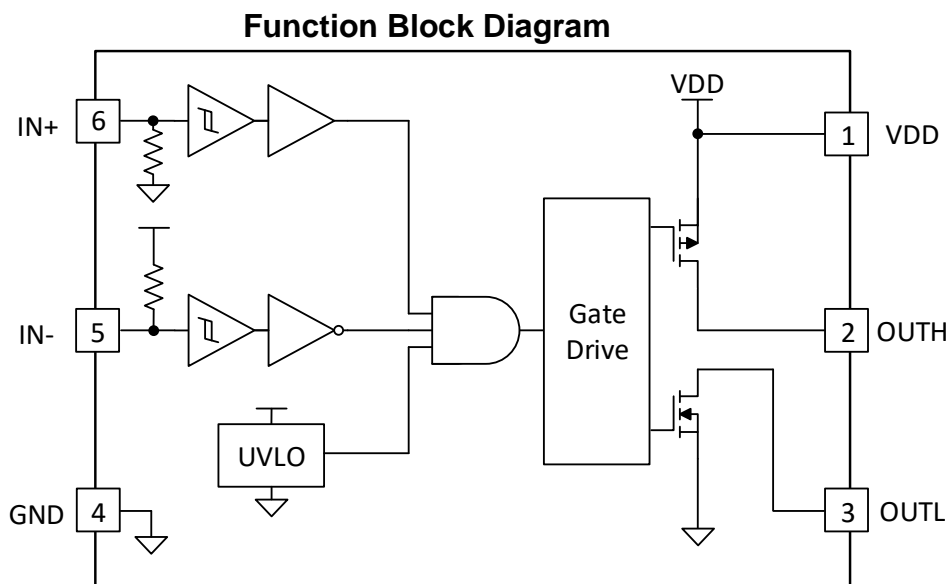 Function Block Diagram
VDD
IN+
6
1
VDD
IN-
5
Gate
Drive
2
OUTH
UVLO
GND
4
3
OUTL